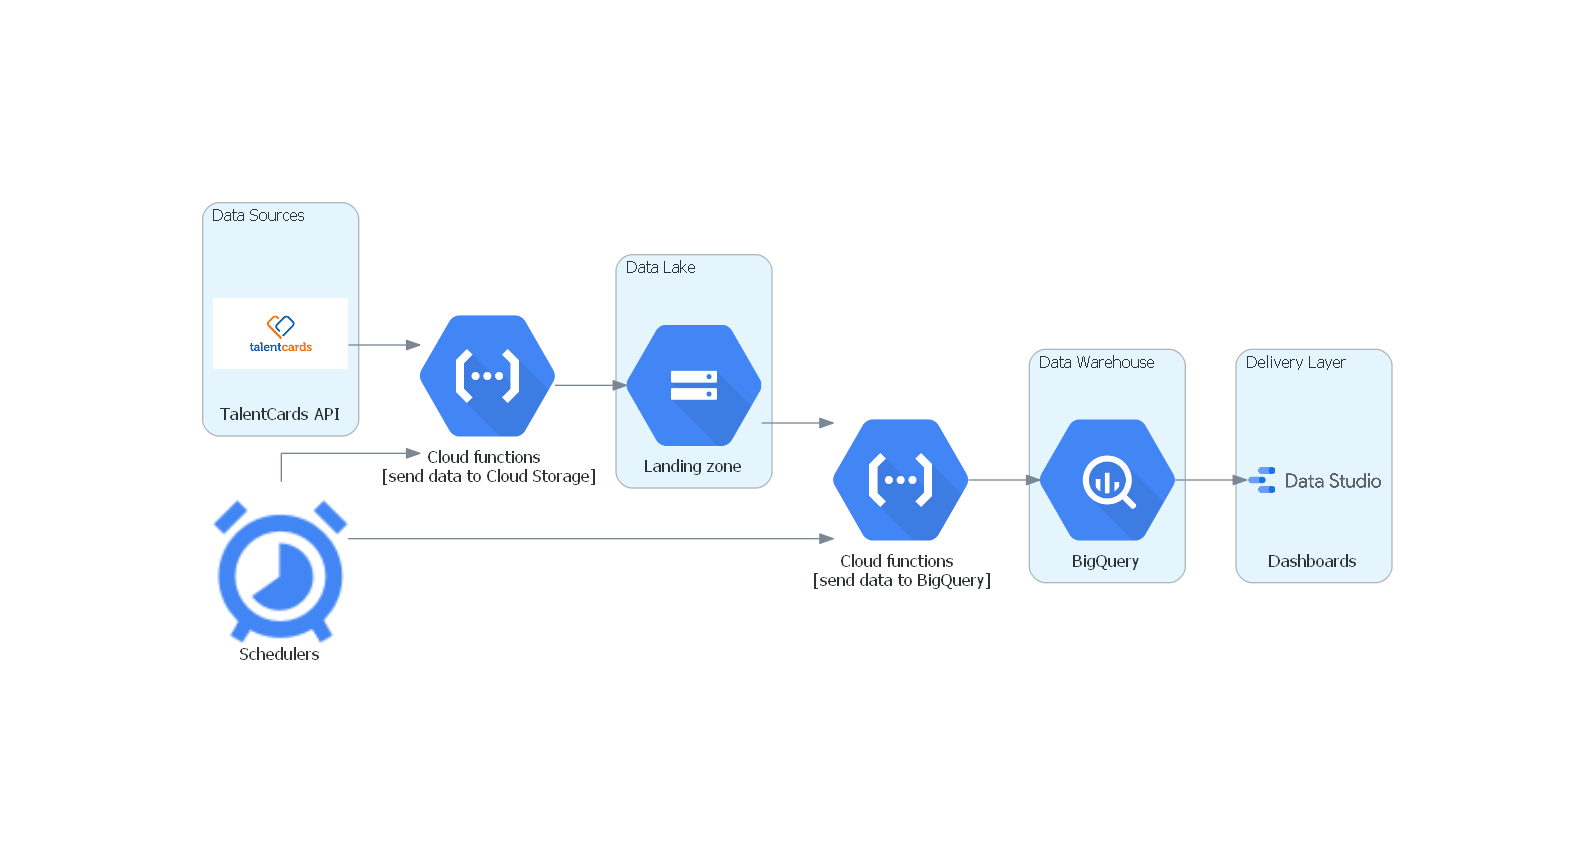 Data Sources
talentcards
TalentCards API
Cloud functions
[send data to Cloud Storage]
Data Lake
Landing zone
Schedulers
Cloud functions
[send data to BigQuery]
Data Warehouse
BigQuery
Delivery Layer
Data Studio
Dashboards